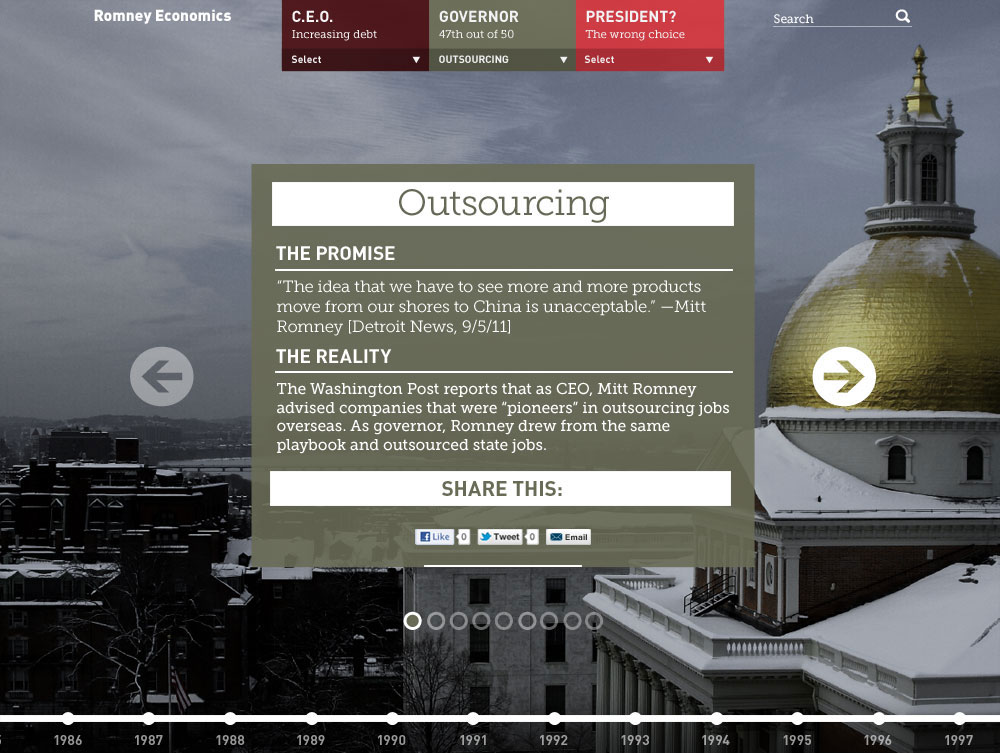 Romney Economics
C.E.O.
Increasing debt
Select
GOVERNOR
47th out of 50
OUTSOURCING
PRESIDENT?
The wrong choice
Select
Search
Outsourcing
THE PROMISE
“The idea that we have to see more and more products
move from our shores to China is unacceptable.” —Mitt
Romney [Detroit News, 9/5/11]
THE REALITY
The Washington Post reports that as CEO, Mitt Romney
advised companies that were “pioneers” in outsourcing jobs
overseas. As governor, Romney drew from the same
playbook and outsourced state jobs.
SHARE THIS:
Like 0 Tweet 0 Email
1986 1987 1988 1989 1990 1991 1992 1993 1994 1995 1996 1997